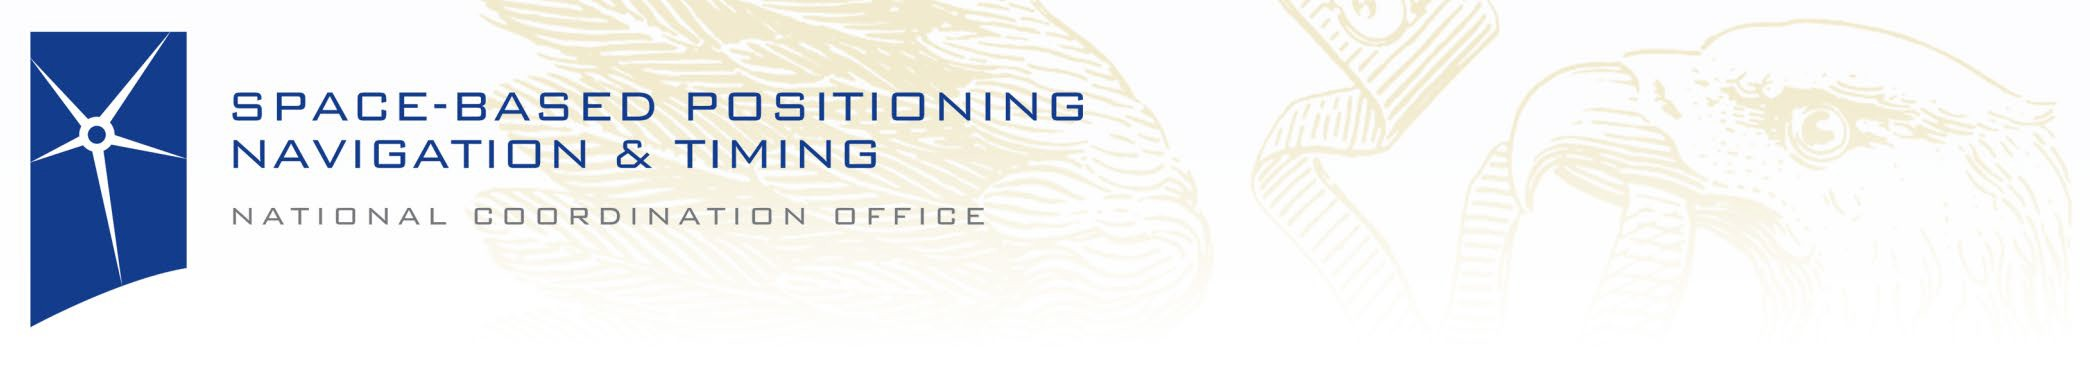 SPACE-BASED POSITIONING
NAVIGATION & TIMING
NATIONAL COORDINATION OFFICE